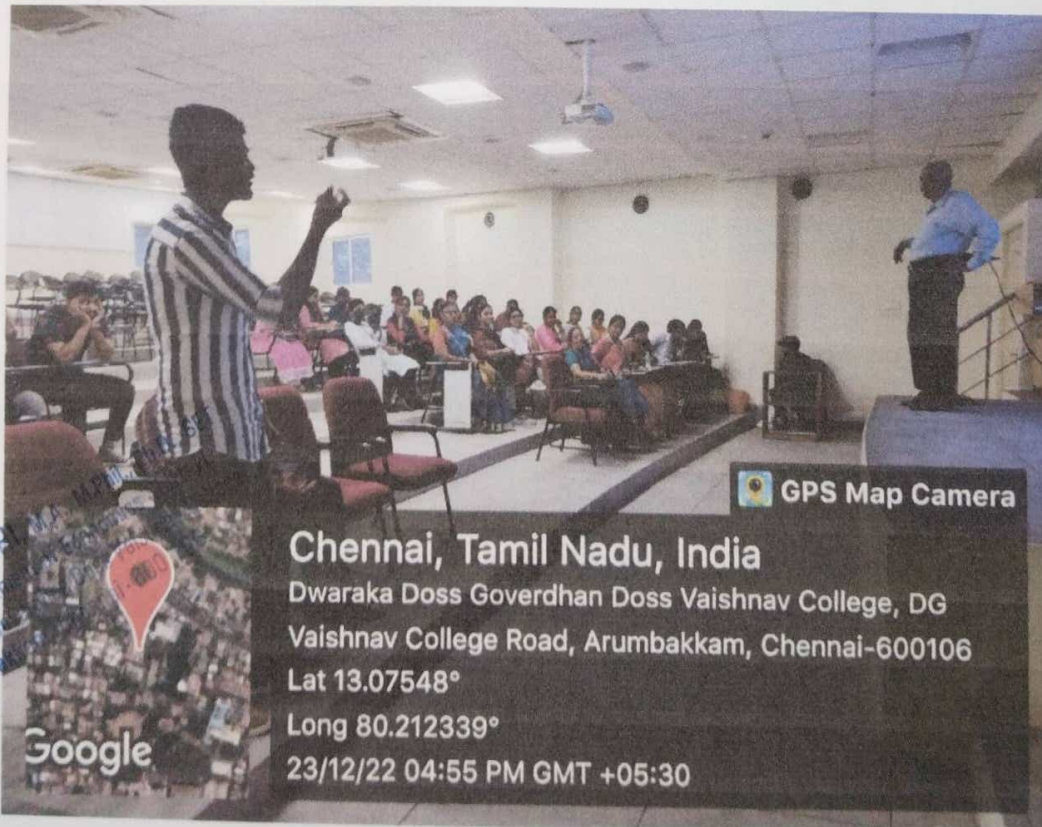 GPS Map Camera
Chennai, Tamil Nadu, India
Dwaraka Doss Goverdhan Doss Vaishnav College, DG
Vaishnav College Road, Arumbakkam, Chennai-600106
Lat 13.07548°
Long 80.212339°
23/12/22 04:55 PM GMT +05:30
Google